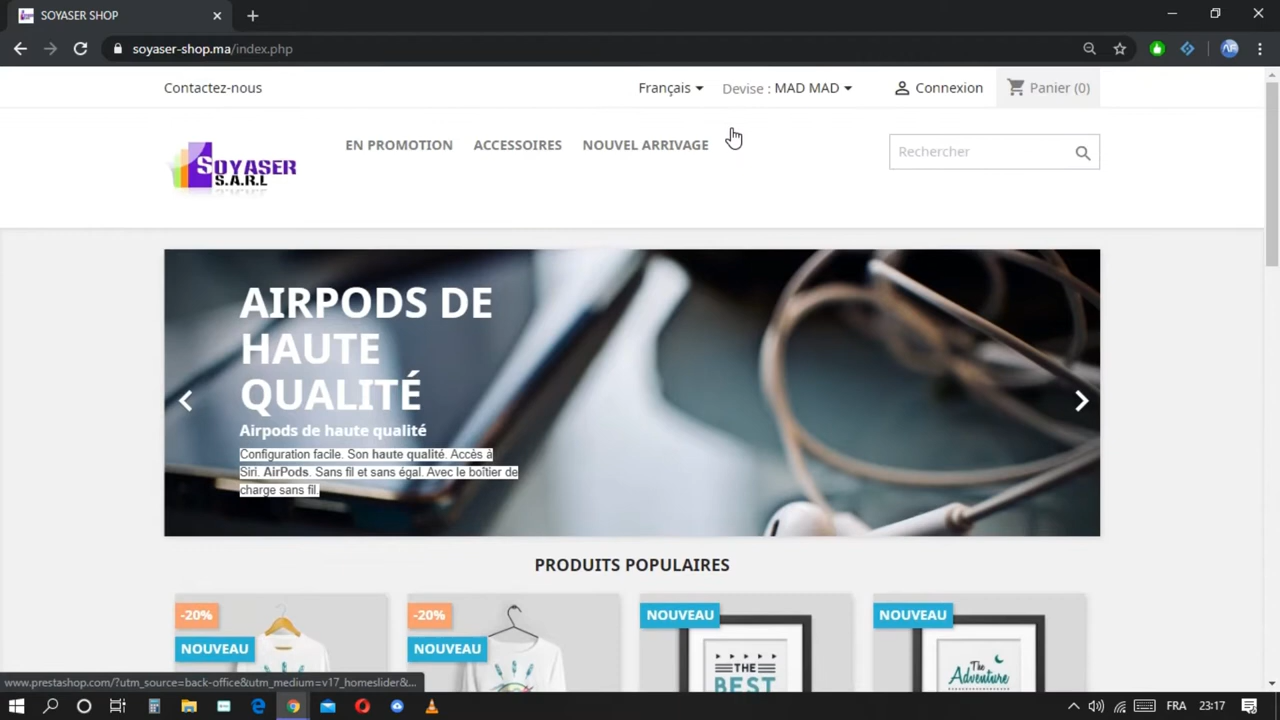 SOYASER SHOP
soyaser-shop.ma/index.php
Contactez-nous
Français
Devise : MAD MAD
Connexion
Panier (0)
SOYASER
S.A.R.L
EN PROMOTION
ACCESSOIRES
NOUVEL ARRIVAGE
Rechercher
AIRPODS DE
HAUTE
QUALITÉ
Airpods de haute qualité
Configuration facile. Son haute qualité. Accès à
Siri. AirPods. Sans fil et sans égal. Avec le boîtier de
charge sans fil.
PRODUITS POPULAIRES
-20%
NOUVEAU
-20%
NOUVEAU
NOUVEAU
THE
BEST
NOUVEAU
The
Adventure
www.prestashop.com/?utm_source=back-office&utm_medium=v17_homeslider&...
FRA
23:17